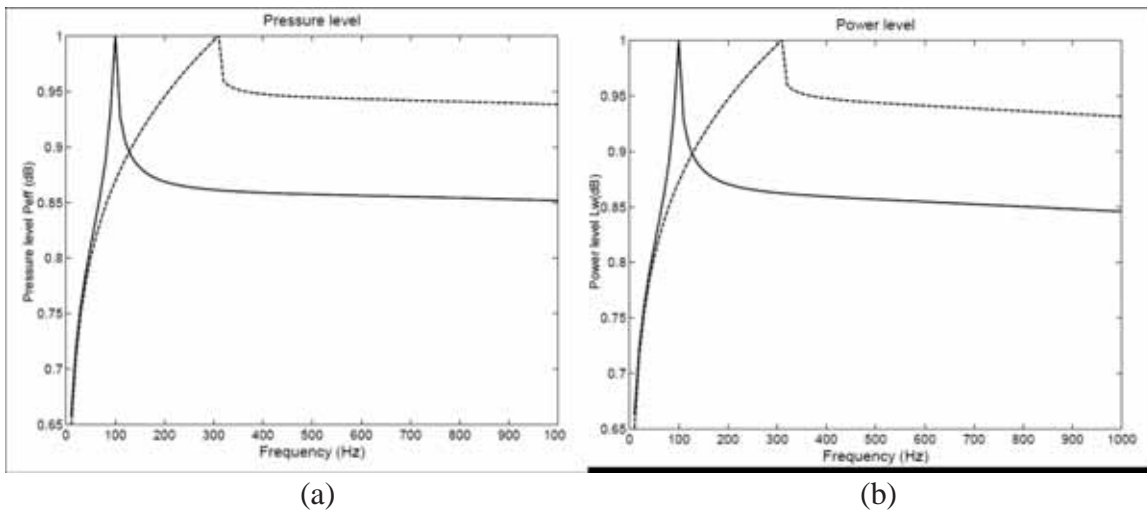 Pressure level
1
0.95
0.9
0.85
0.8
0.75
0.7
0.65
Pressure level Peff (dB)
0 100 200 300 400 500 600 700 800 900 100
Frequency (Hz)
(a)
Power level
1
0.95
0.9
0.85
0.8
0.75
0.7
0.65
Power level Lw(dB)
0 100 200 300 400 500 600 700 800 900 1000
Frequency (Hz)
(b)